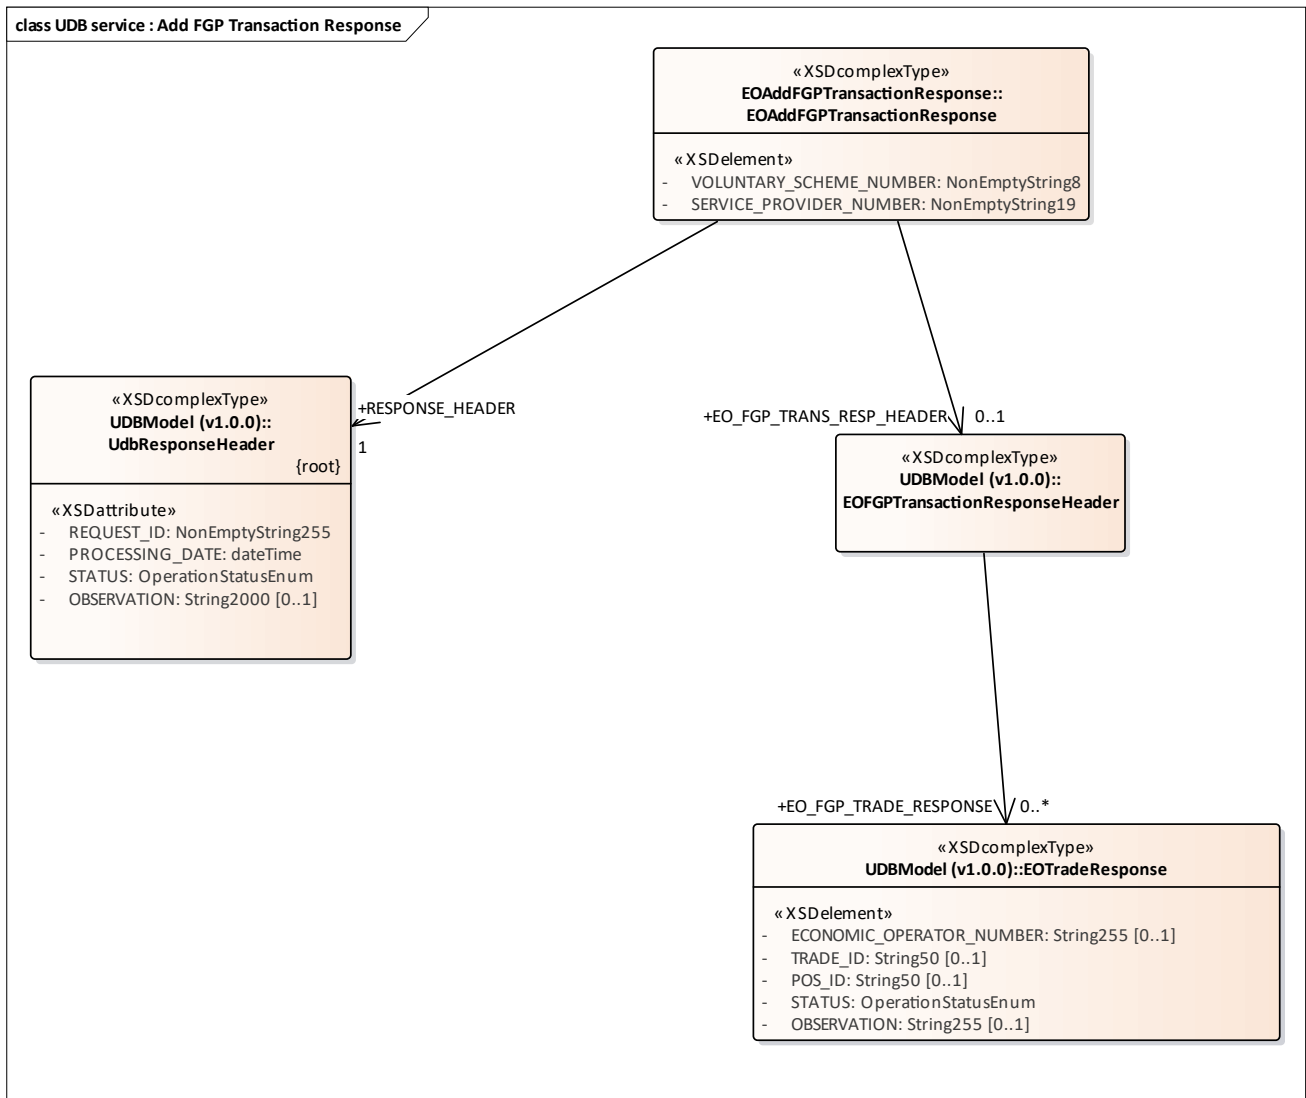 class UDB service : Add FGP Transaction Response
«XSDcomplexType»
EOAddFGPTransactionResponse::
EOAddFGPTransactionResponse
«XSDelement»
- VOLUNTARY_SCHEME_NUMBER: NonEmptyString8
- SERVICE_PROVIDER_NUMBER: NonEmptyString19
+RESPONSE_HEADER
1
«XSDcomplexType»
UDBModel (v1.0.0)::
UdbResponseHeader
{root}
«XSDattribute»
- REQUEST_ID: NonEmptyString255
- PROCESSING_DATE: dateTime
- STATUS: OperationStatusEnum
- OBSERVATION: String2000 [0..1]
+EO_FGP_TRANS_RESP_HEADER 0..1
«XSDcomplexType»
UDBModel (v1.0.0)::
EOFGPTransactionResponseHeader
+EO_FGP_TRADE_RESPONSE 0..*
«XSDcomplexType»
UDBModel (v1.0.0)::EOTradeResponse
«XSDelement»
- ECONOMIC_OPERATOR_NUMBER: String255 [0..1]
- TRADE_ID: String50 [0..1]
- POS_ID: String50 [0..1]
- STATUS: OperationStatusEnum
- OBSERVATION: String255 [0..1]